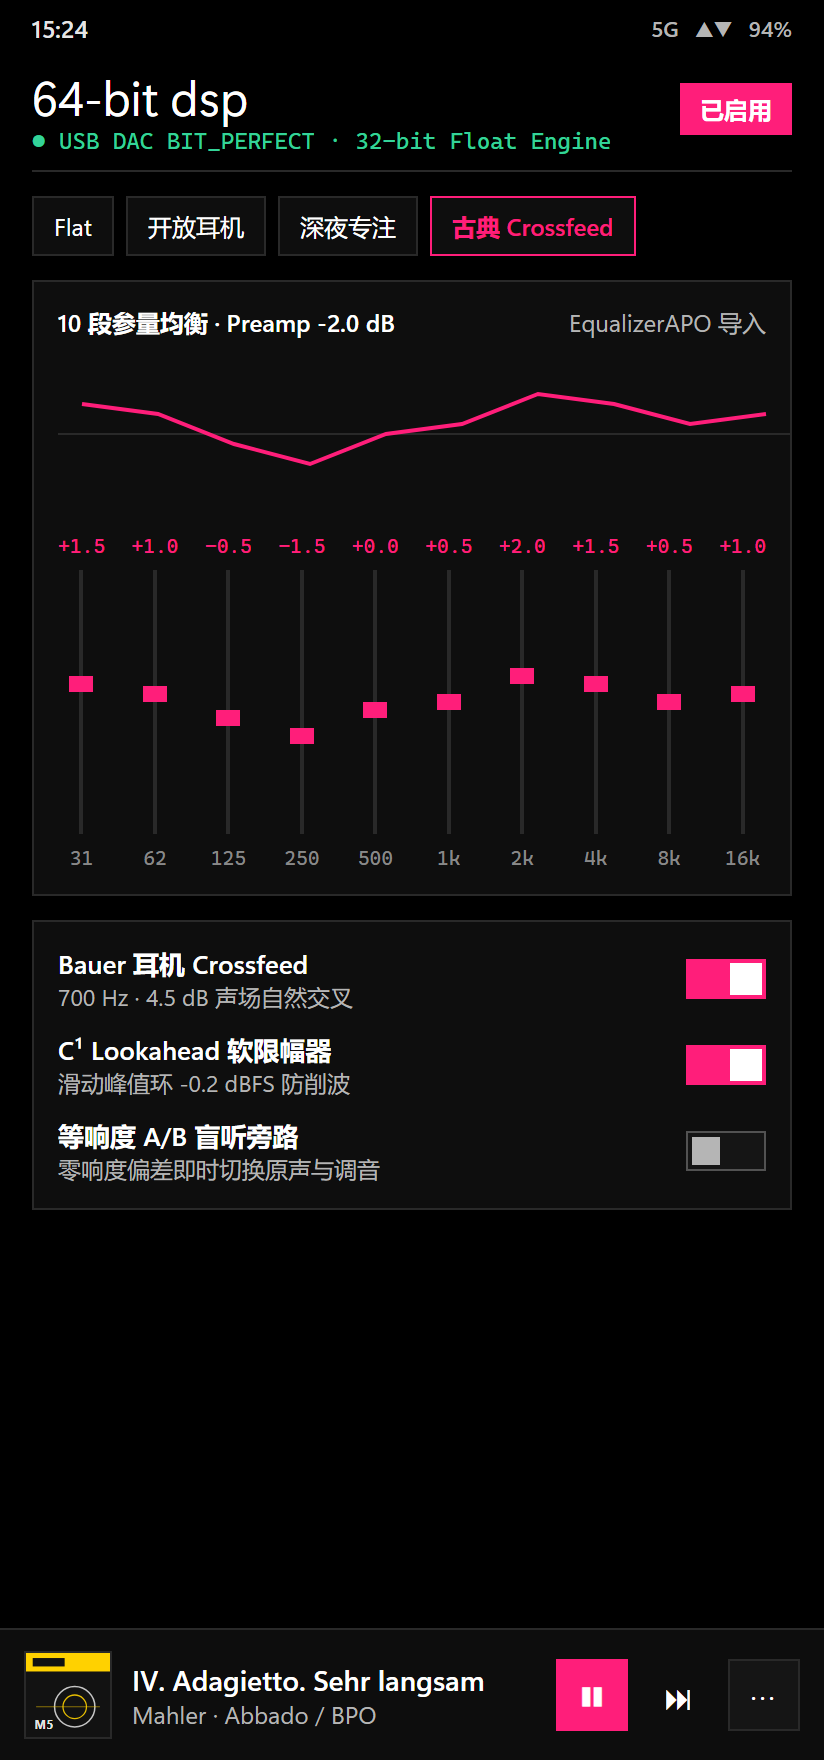 15:24
5G ▲▼ 94%
64-bit dsp
已启用
● USB DAC BIT_PERFECT · 32-bit Float Engine
Flat
开放耳机
深夜专注
古典 Crossfeed
10 段参量均衡 · Preamp -2.0 dB
EqualizerAPO 导入
+1.5 +1.0 −0.5 −1.5 +0.0 +0.5 +2.0 +1.5 +0.5 +1.0
31 62 125 250 500 1k 2k 4k 8k 16k
Bauer 耳机 Crossfeed
700 Hz · 4.5 dB 声场自然交叉
C¹ Lookahead 软限幅器
滑动峰值环 -0.2 dBFS 防削波
等响度 A/B 盲听旁路
零响度偏差即时切换原声与调音
M5
IV. Adagietto. Sehr langsam
Mahler · Abbado / BPO
⋯